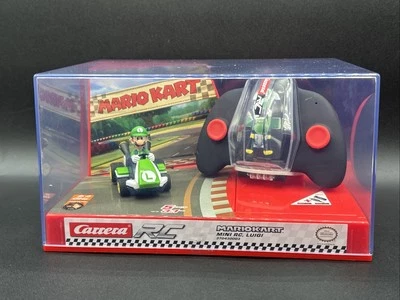 MARIO KART
L
Carrera RC
MARIOKART
MINI RC, LUIGI